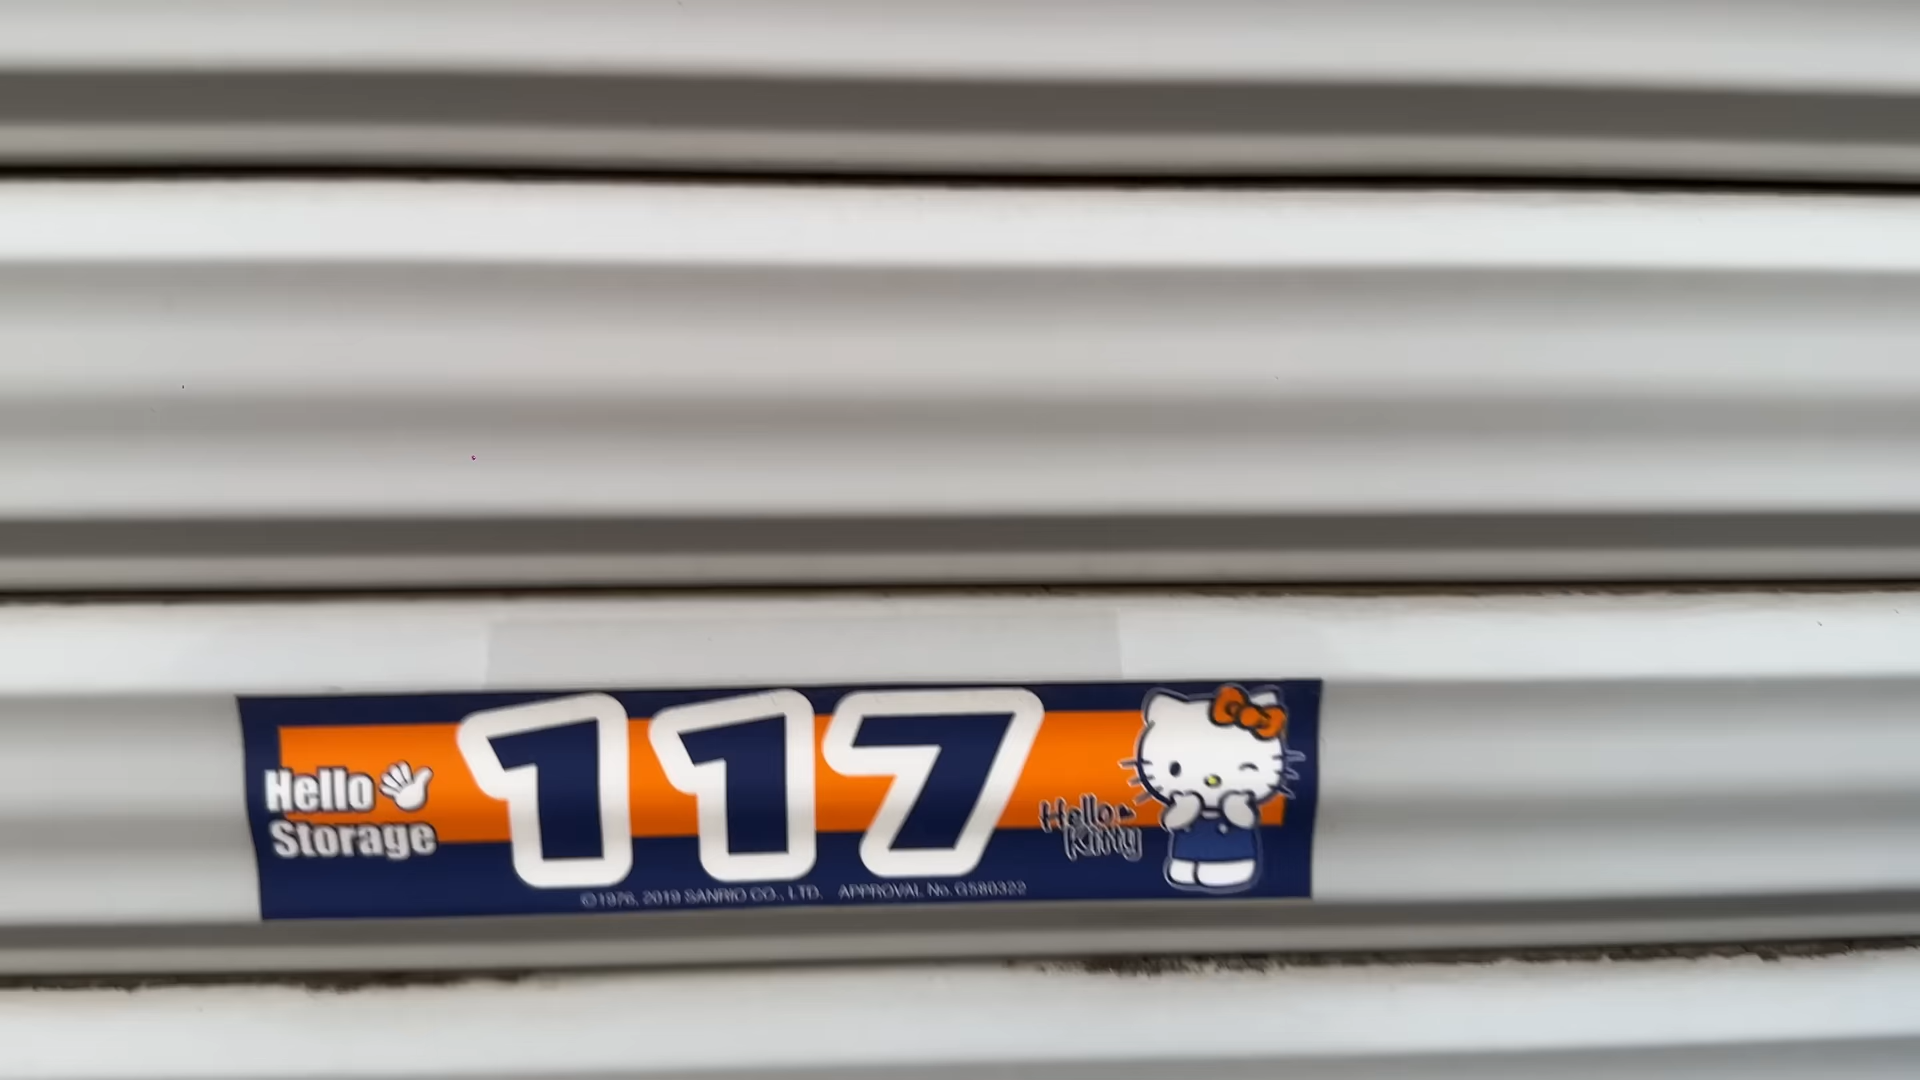 Hello
Storage
117
Hello
Kitty
©1976, 2019 SANRIO CO., LTD. APPROVAL No. G580322